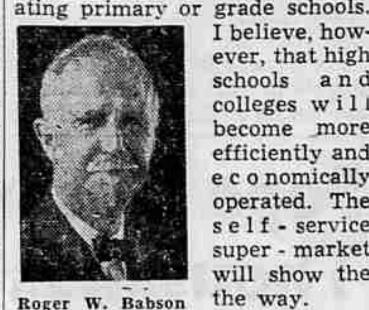 ating primary or grade schools.
I believe, how-
ever, that high
schools and
colleges will
become more
efficiently and
economically
operated. The
self-service
super-market
will show the
the way.
Roger W. Babson